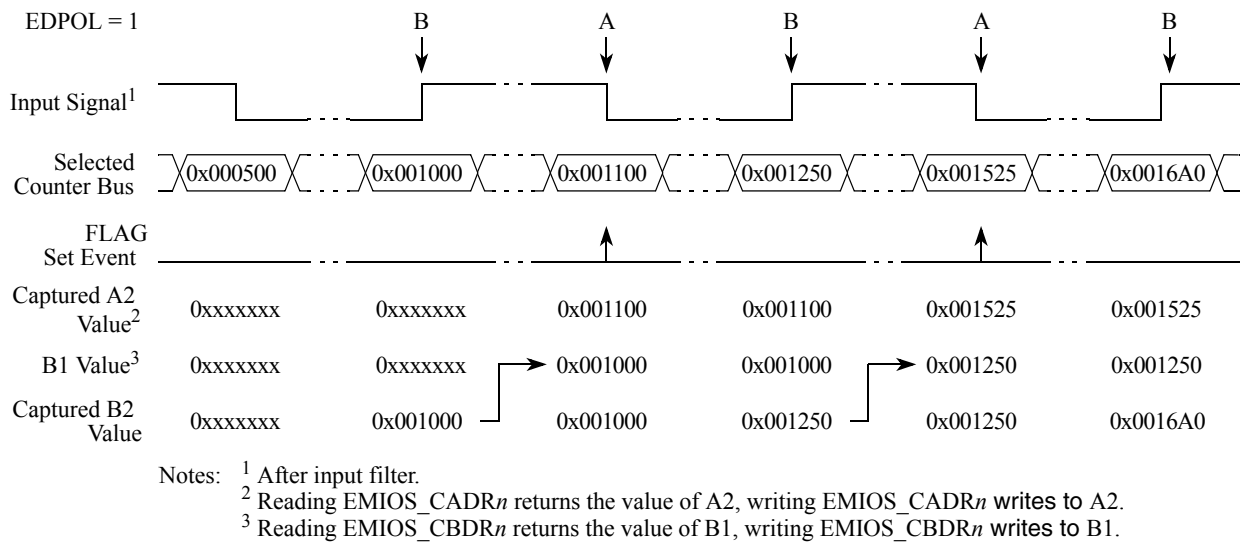 EDPOL = 1 B A B A B
Input Signal1
Selected
Counter Bus 0x000500 0x001000 0x001100 0x001250 0x001525 0x0016A0
FLAG
Set Event
Captured A2
Value2 0xxxxxxx 0xxxxxxx 0x001100 0x001100 0x001525 0x001525
B1 Value3 0xxxxxxx 0xxxxxxx 0x001000 0x001000 0x001250 0x001250
Captured B2
Value 0xxxxxxx 0x001000 0x001000 0x001250 0x001250 0x0016A0
Notes: 1 After input filter.
2 Reading EMIOS_CADRn returns the value of A2, writing EMIOS_CADRn writes to A2.
3 Reading EMIOS_CBDRn returns the value of B1, writing EMIOS_CBDRn writes to B1.